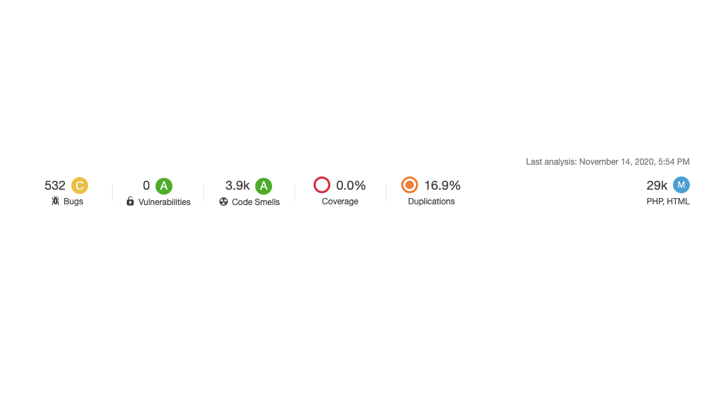 Last analysis: November 14, 2020, 5:54 PM
532 C 0 A 3.9k A 0.0% 16.9% 29k M
Bugs Vulnerabilities Code Smells Coverage Duplications PHP, HTML